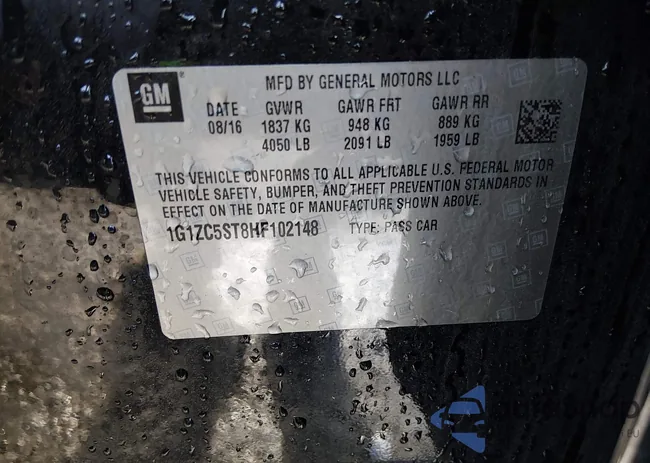 GM
MFD BY GENERAL MOTORS LLC
DATE GVWR GAWR FRT GAWR RR
08/16 1837 KG 948 KG 889 KG
4050 LB 2091 LB 1959 LB
THIS VEHICLE CONFORMS TO ALL APPLICABLE U.S. FEDERAL MOTOR
VEHICLE SAFETY, BUMPER, AND THEFT PREVENTION STANDARDS IN
EFFECT ON THE DATE OF MANUFACTURE SHOWN ABOVE.
1G1ZC5ST8HF102148 TYPE: PASS CAR